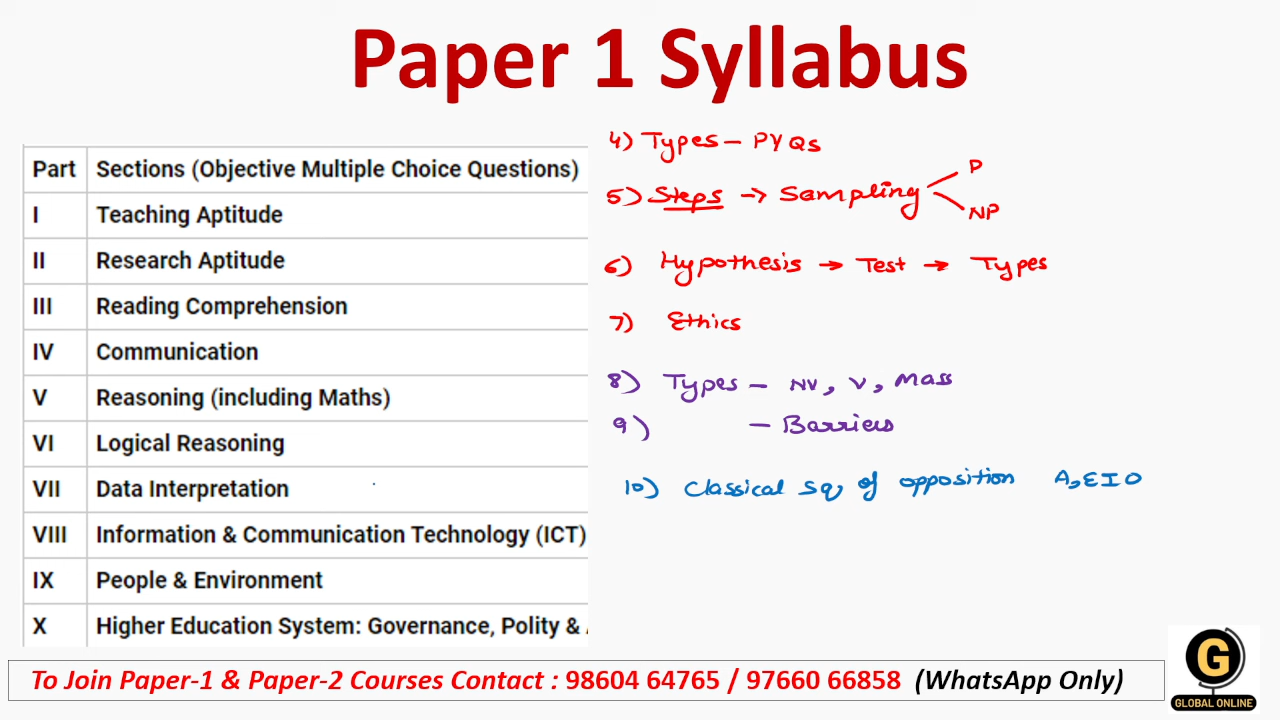 Paper 1 Syllabus
Part Sections (Objective Multiple Choice Questions)
I Teaching Aptitude
II Research Aptitude
III Reading Comprehension
IV Communication
V Reasoning (including Maths)
VI Logical Reasoning
VII Data Interpretation
VIII Information & Communication Technology (ICT)
IX People & Environment
X Higher Education System: Governance, Polity &
4) Types – PYQs
5) Steps → Sampling P
NP
6) Hypothesis → Test → Types
7) Ethics
8) Types – NV, V, Mass
9) – Barriers
10) Classical Sq of opposition A, E I O
To Join Paper-1 & Paper-2 Courses Contact : 98604 64765 / 97660 66858 (WhatsApp Only)
G
GLOBAL ONLINE